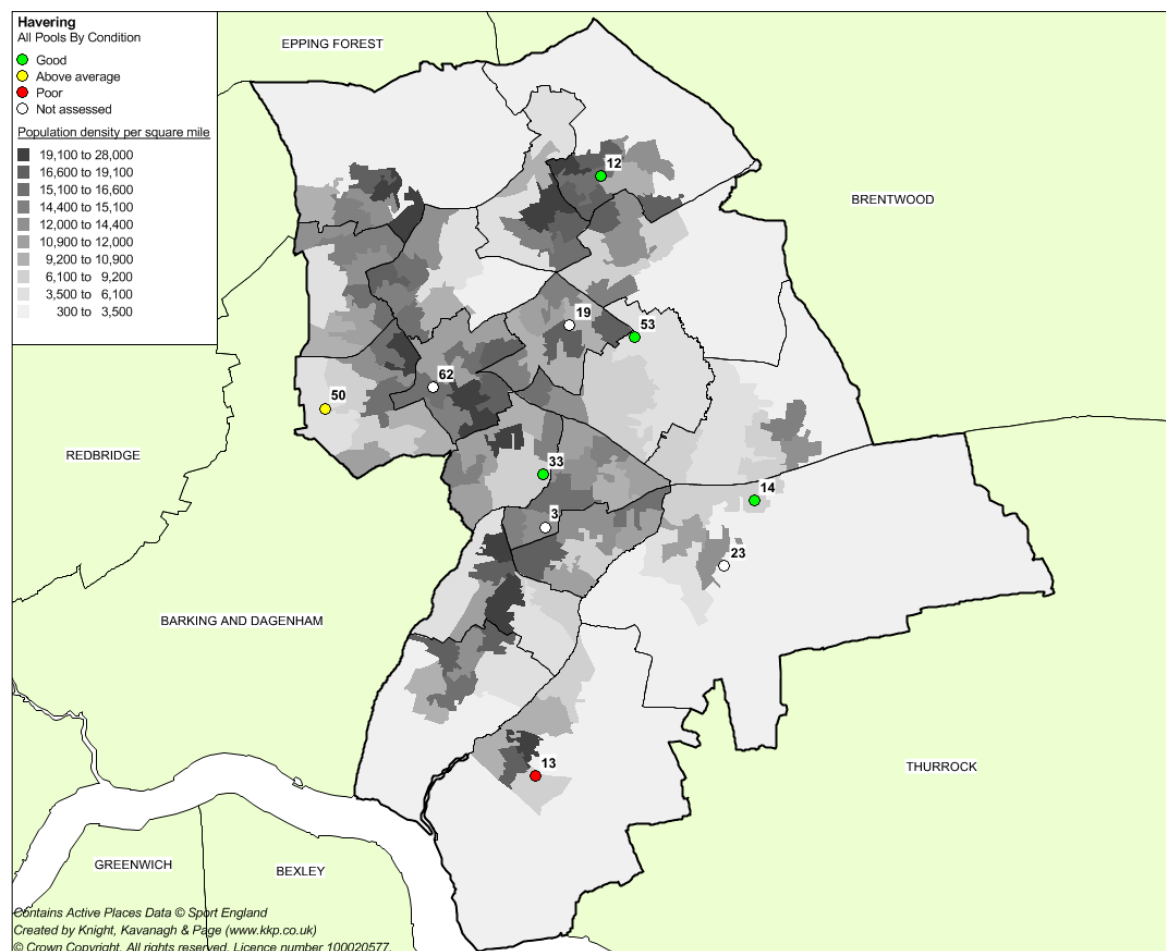 Havering
All Pools By Condition
Good
Above average
Poor
Not assessed
Population density per square mile
19,100 to 28,000
16,600 to 19,100
15,100 to 16,600
14,400 to 15,100
12,000 to 14,400
10,900 to 12,000
9,200 to 10,900
6,100 to 9,200
3,500 to 6,100
300 to 3,500
EPPING FOREST
12
BRENTWOOD
19
53
62
50
REDBRIDGE
33
14
3
23
BARKING AND DAGENHAM
13
THURROCK
GREENWICH
BEXLEY
Contains Active Places Data © Sport England
Created by Knight, Kavanagh & Page (www.kkp.co.uk)
© Crown Copyright. All rights reserved. Licence number 100020577.